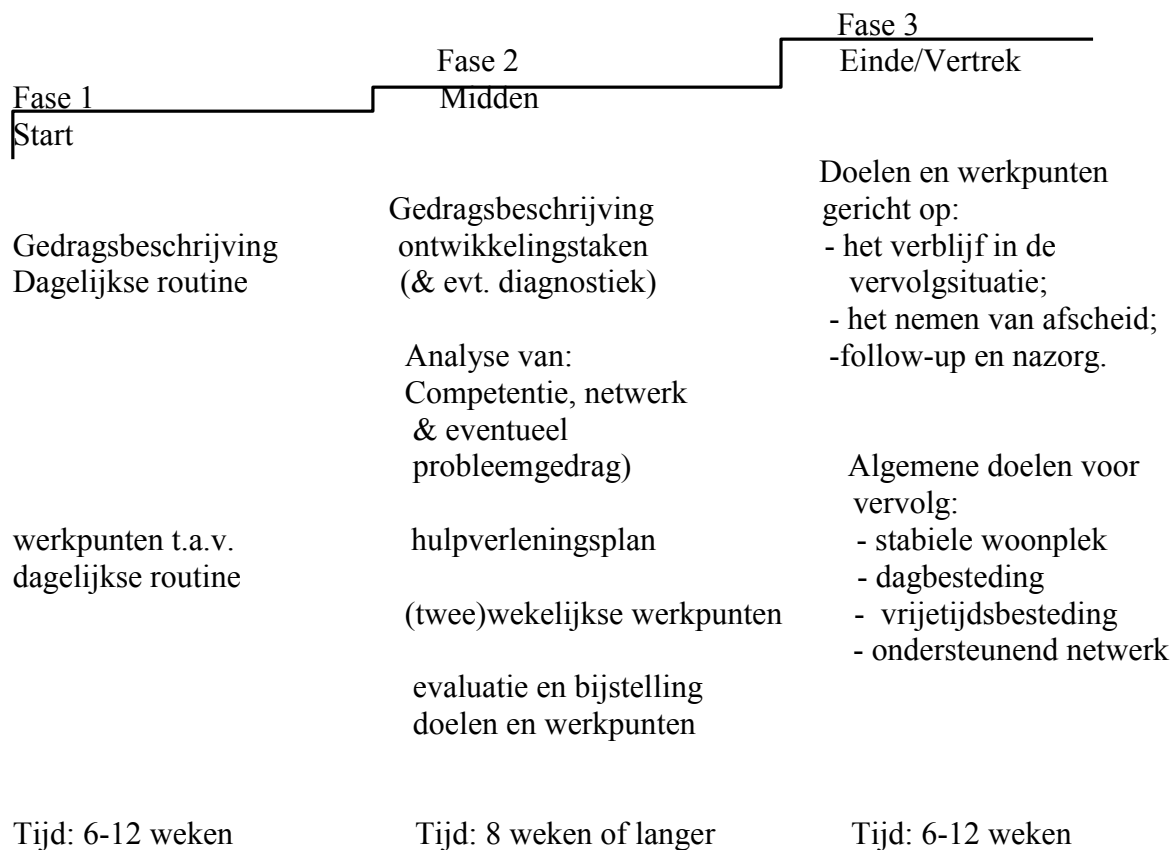 Fase 1
Start
Gedragsbeschrijving
Dagelijkse routine
werkpunten t.a.v.
dagelijkse routine
Tijd: 6-12 weken
Fase 2
Midden
Gedragsbeschrijving
ontwikkelingstaken
(& evt. diagnostiek)
Analyse van:
Competentie, netwerk
& eventueel
probleemgedrag)
hulpverleningsplan
(twee)wekelijkse werkpunten
evaluatie en bijstelling
doelen en werkpunten
Tijd: 8 weken of langer
Fase 3
Einde/Vertrek
Doelen en werkpunten
gericht op:
- het verblijf in de
vervolgsituatie;
- het nemen van afscheid;
-follow-up en nazorg.
Algemene doelen voor
vervolg:
- stabiele woonplek
- dagbesteding
- vrijetijdsbesteding
- ondersteunend netwerk
Tijd: 6-12 weken